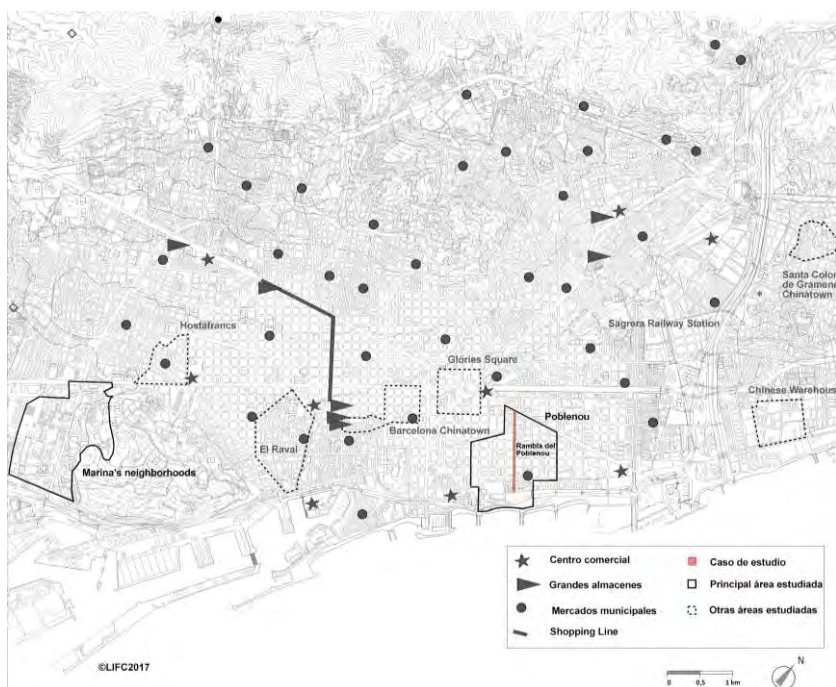 Santa Colom
de Gramene
Chinatown
Hostafrancs
Sagrera Railway Station
Glories Square
Chinese Warehous
Poblenou
Barcelona Chinatown
El Raval
Rambla del
Poblenou
Marina's neighborhoods
Centro comercial
Caso de estudio
Grandes almacenes
Principal área estudiada
Mercados municipales
Otras áreas estudiadas
Shopping Line
©LIFC2017
N
0 0,5 1 km